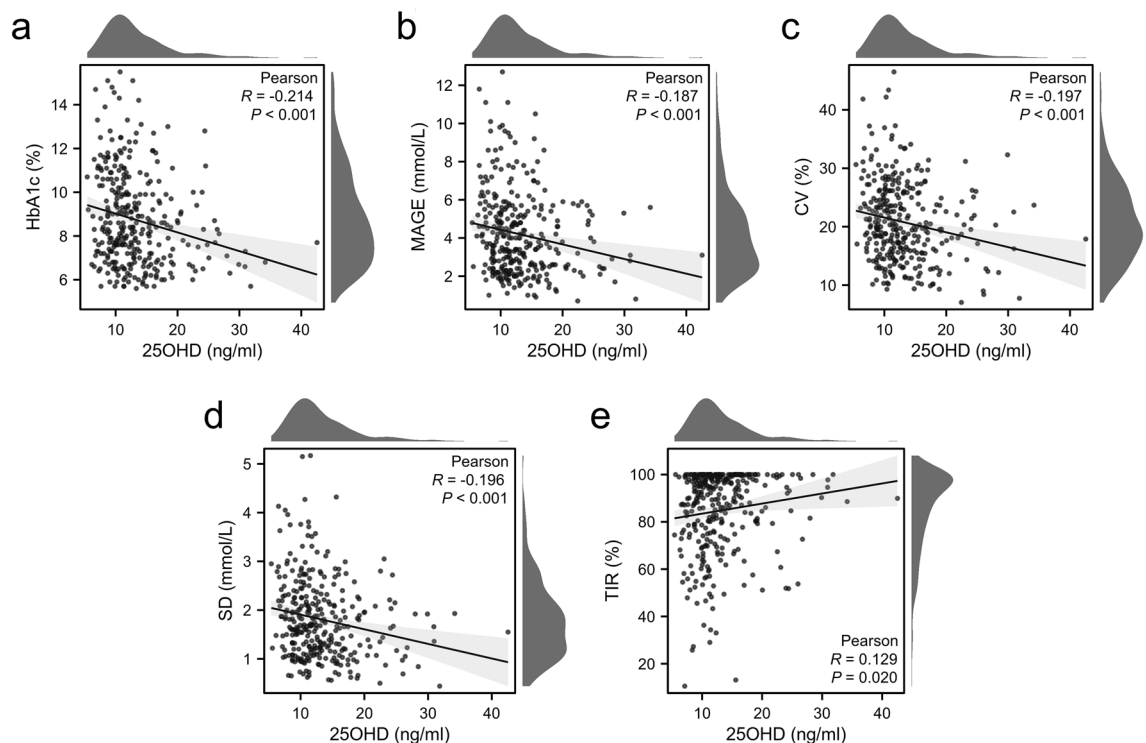 a
Pearson
R = -0.214
P < 0.001
HbA1c (%)
14
12
10
8
6
10 20 30 40
25OHD (ng/ml)
b
Pearson
R = -0.187
P < 0.001
MAGE (mmol/L)
12
10
8
6
4
2
10 20 30 40
25OHD (ng/ml)
c
Pearson
R = -0.197
P < 0.001
CV (%)
40
30
20
10
10 20 30 40
25OHD (ng/ml)
d
Pearson
R = -0.196
P < 0.001
SD (mmol/L)
5
4
3
2
1
10 20 30 40
25OHD (ng/ml)
e
TIR (%)
100
80
60
40
20
Pearson
R = 0.129
P = 0.020
10 20 30 40
25OHD (ng/ml)